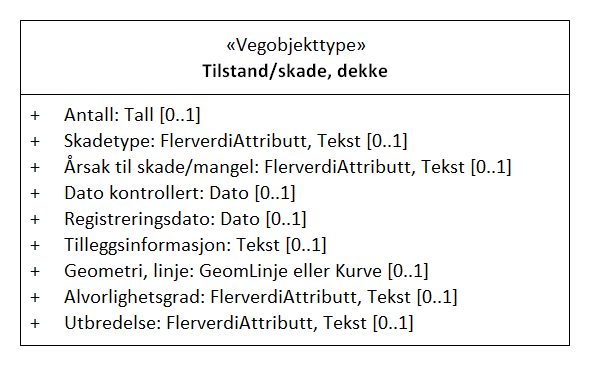 «Vegobjekttype»
Tilstand/skade, dekke
+ Antall: Tall [0..1]
+ Skadetype: FlerverdiAttributt, Tekst [0..1]
+ Årsak til skade/mangel: FlerverdiAttributt, Tekst [0..1]
+ Dato kontrollert: Dato [0..1]
+ Registreringsdato: Dato [0..1]
+ Tilleggsinformasjon: Tekst [0..1]
+ Geometri, linje: GeomLinje eller Kurve [0..1]
+ Alvorlighetsgrad: FlerverdiAttributt, Tekst [0..1]
+ Utbredelse: FlerverdiAttributt, Tekst [0..1]